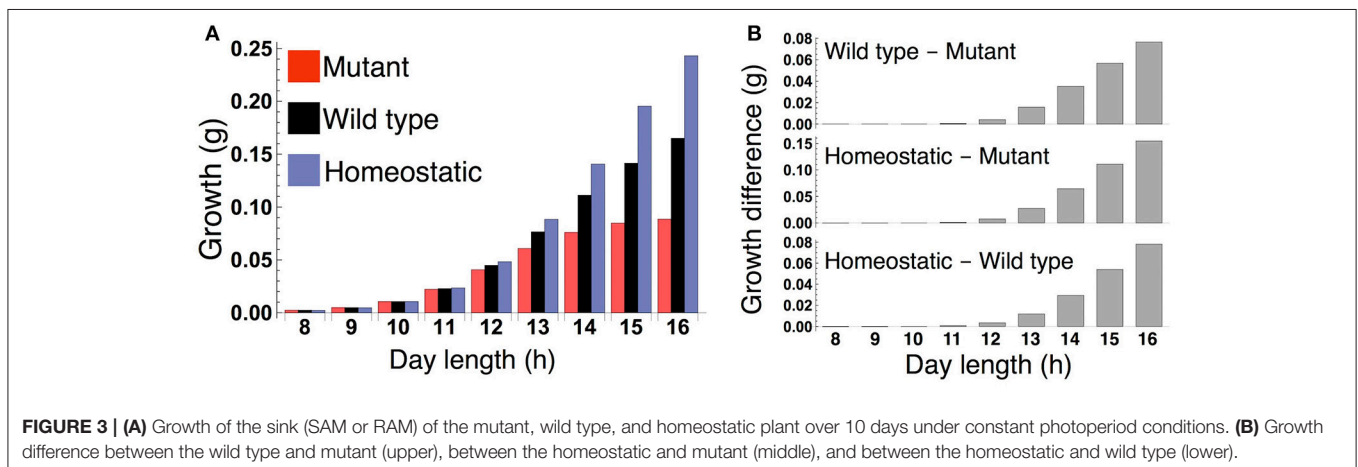 A
0.25
0.20
0.15
0.10
0.05
0.00
Growth (g)
Mutant
Wild type
Homeostatic
8 9 10 11 12 13 14 15 16
Day length (h)
B
Growth difference (g)
0.08
0.06
0.04
0.02
0.00
Wild type – Mutant
0.15
0.10
0.05
0.00
Homeostatic – Mutant
0.08
0.06
0.04
0.02
0.00
Homeostatic – Wild type
8 9 10 11 12 13 14 15 16
Day length (h)
FIGURE 3 | (A) Growth of the sink (SAM or RAM) of the mutant, wild type, and homeostatic plant over 10 days under constant photoperiod conditions. (B) Growth
difference between the wild type and mutant (upper), between the homeostatic and mutant (middle), and between the homeostatic and wild type (lower).